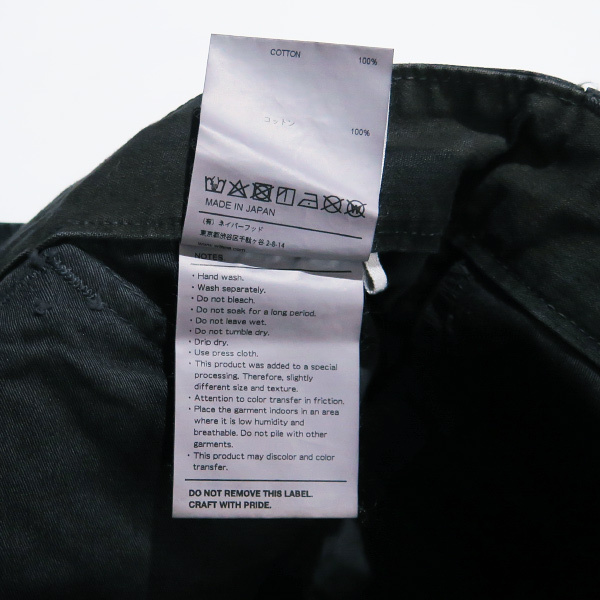 COTTON 100%
コットン 100%
MADE IN JAPAN
(有) ネイバーフッド
東京都渋谷区千駄ヶ谷 2-8-14
NOTES
・Hand wash.
・Wash separately.
・Do not bleach.
・Do not soak for a long period.
・Do not leave wet.
・Do not tumble dry.
・Drip dry.
・Use press cloth.
・This product was added to a special
processing. Therefore, slightly
different size and texture.
・Attention to color transfer in friction.
・Place the garment indoors in an area
where it is low humidity and
breathable. Do not pile with other
garments.
・This product may discolor and color
transfer.
DO NOT REMOVE THIS LABEL.
CRAFT WITH PRIDE.